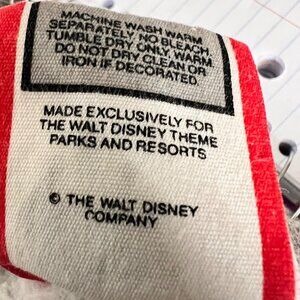 MACHINE WASH WARM
SEPARATELY NO BLEACH
TUMBLE DRY ONLY WARM
DO NOT DRY CLEAN OR
IRON IF DECORATED
MADE EXCLUSIVELY FOR
THE WALT DISNEY THEME
PARKS AND RESORTS
© THE WALT DISNEY
COMPANY